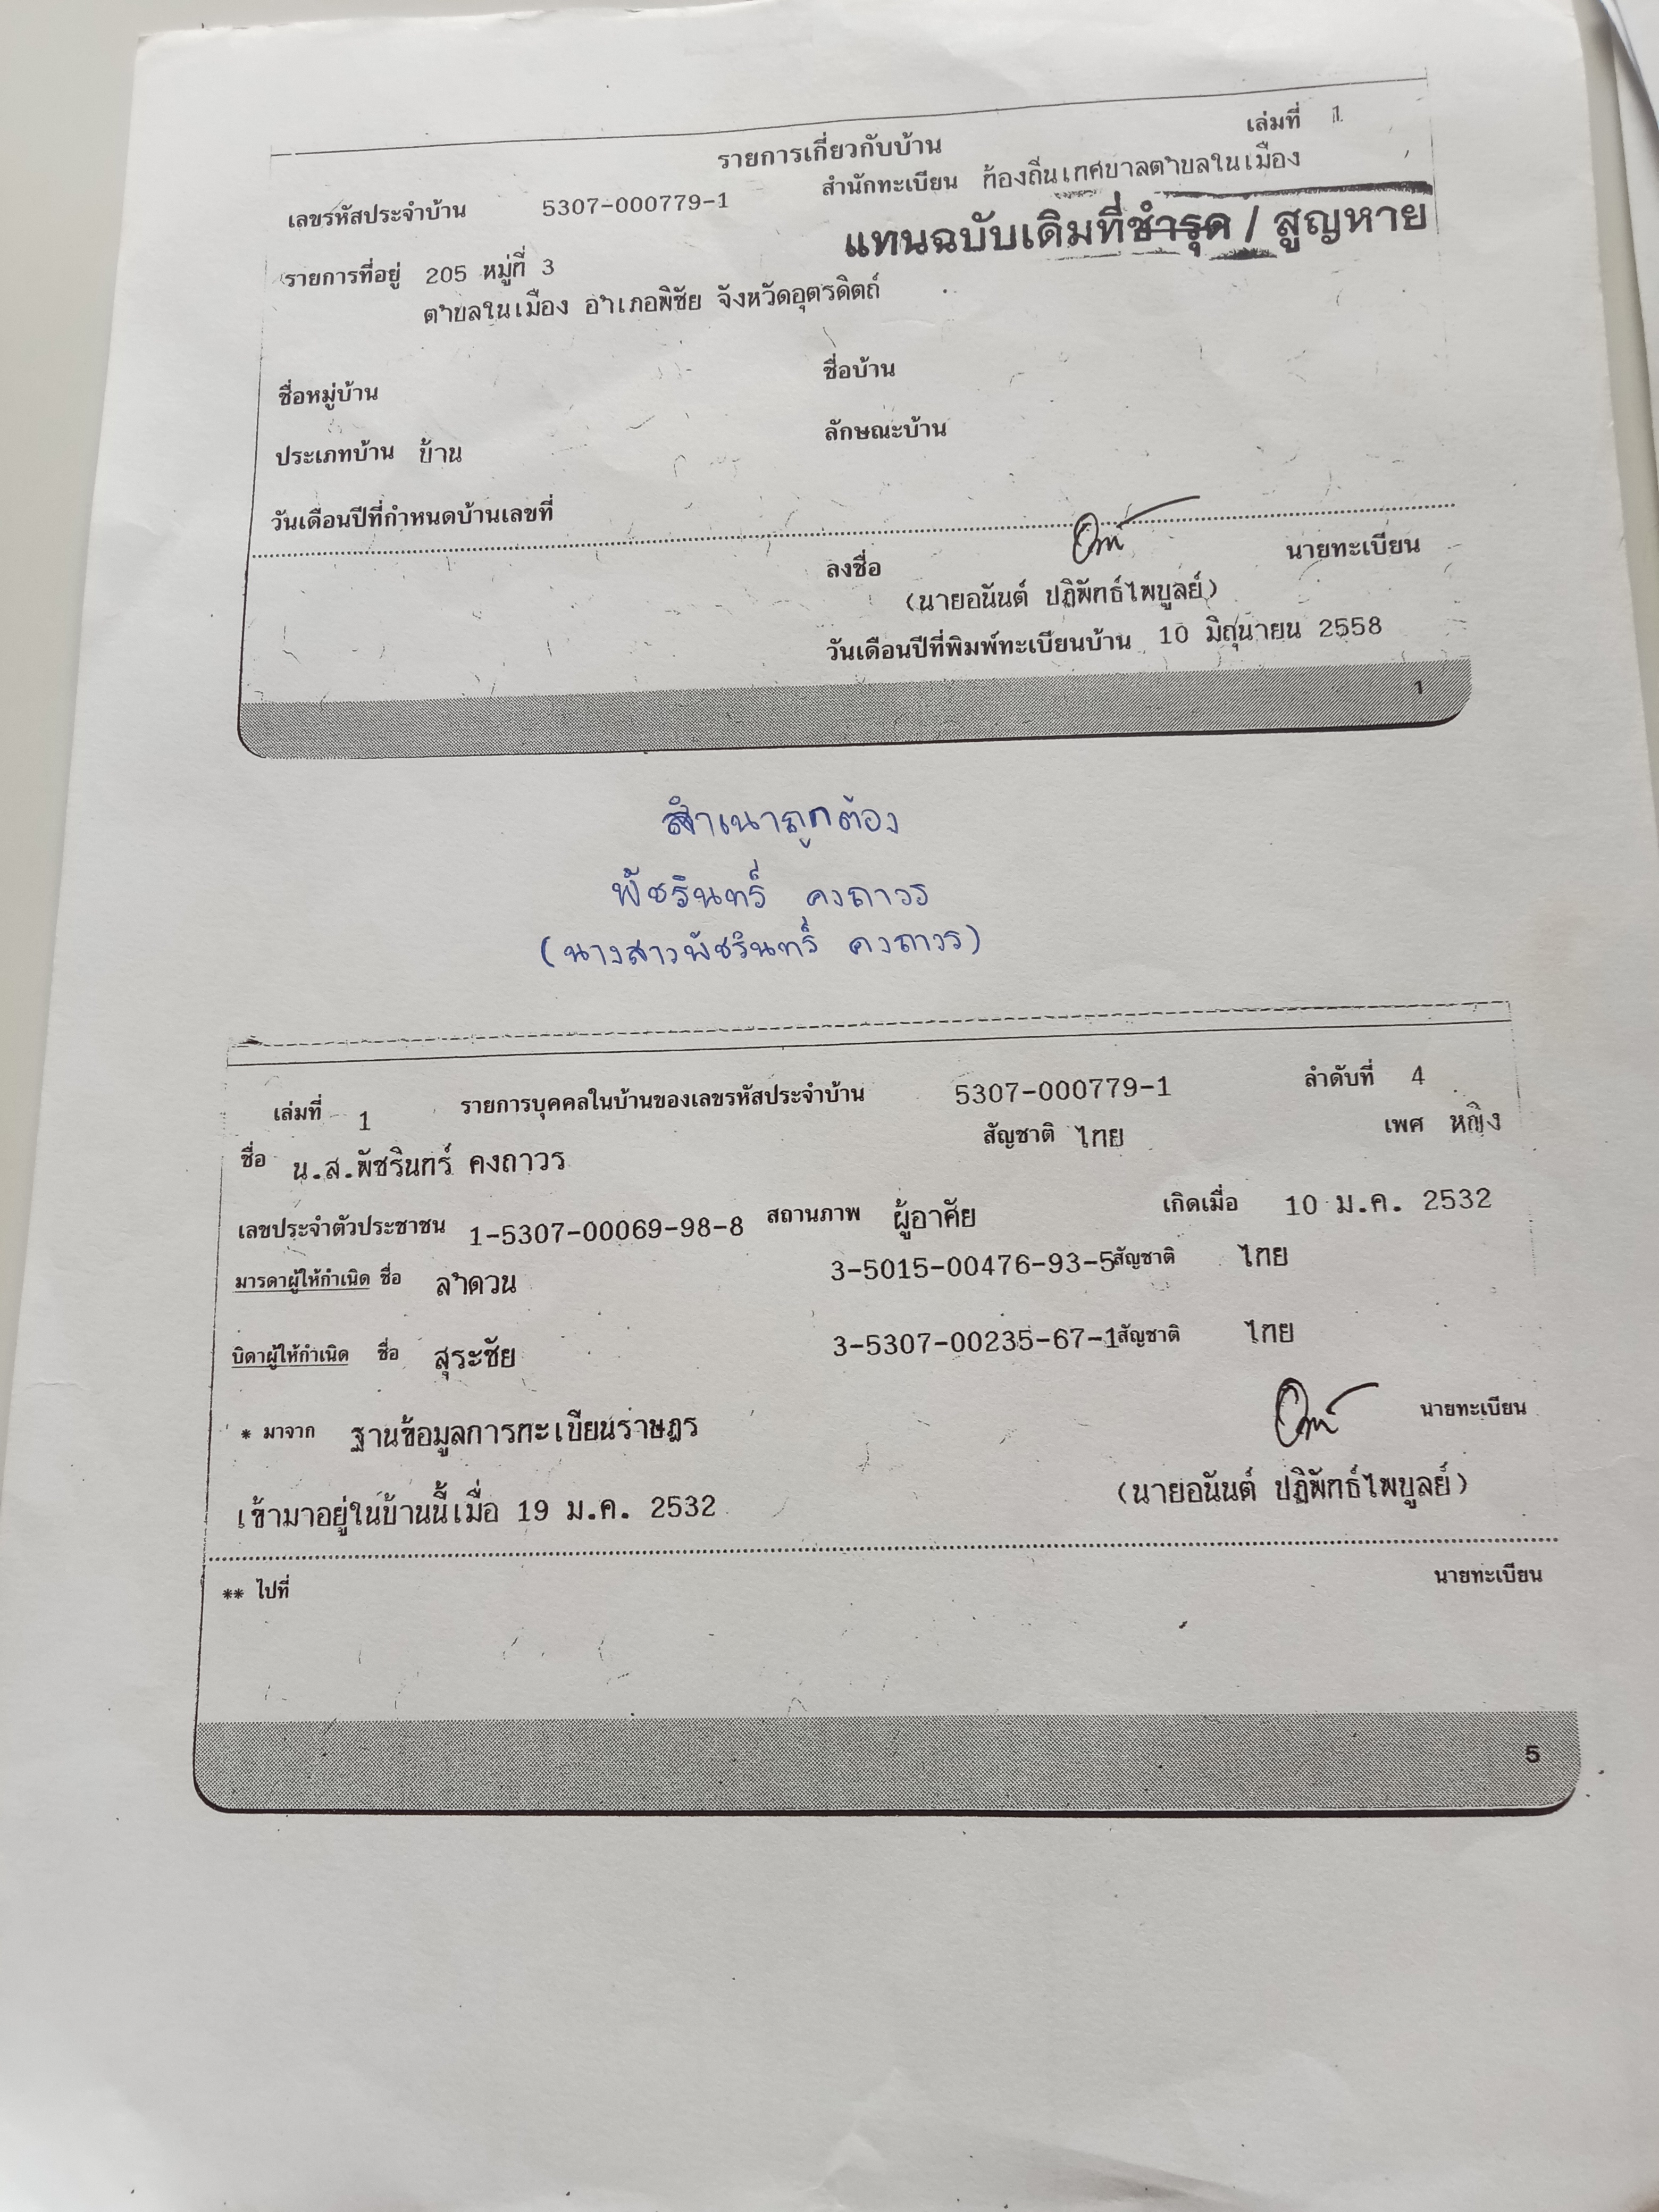 เล่มที่ 1
รายการเกี่ยวกับบ้าน
เลขรหัสประจำบ้าน 5307-000779-1 สำนักทะเบียน ท้องถิ่นเทศบาลตำบลในเมือง
แทนฉบับเดิมที่ชำรุด / สูญหาย
รายการที่อยู่ 205 หมู่ที่ 3
ตำบลในเมือง อำเภอพิชัย จังหวัดอุตรดิตถ์
ชื่อหมู่บ้าน ชื่อบ้าน
ประเภทบ้าน บ้าน ลักษณะบ้าน
วันเดือนปีที่กำหนดบ้านเลขที่
ลงชื่อ นายทะเบียน
(นายอนันต์ ปฏิพัทธ์ไพบูลย์)
วันเดือนปีที่พิมพ์ทะเบียนบ้าน 10 มิถุนายน 2558
1
สำเนาถูกต้อง
พัชรินทร์ คงถาวร
(นางสาวพัชรินทร์ คงถาวร)
เล่มที่ 1 รายการบุคคลในบ้านของเลขรหัสประจำบ้าน 5307-000779-1 ลำดับที่ 4
ชื่อ น.ส.พัชรินทร์ คงถาวร สัญชาติ ไทย เพศ หญิง
เลขประจำตัวประชาชน 1-5307-00069-98-8 สถานภาพ ผู้อาศัย เกิดเมื่อ 10 ม.ค. 2532
มารดาผู้ให้กำเนิด ชื่อ ลำดวน 3-5015-00476-93-5 สัญชาติ ไทย
บิดาผู้ให้กำเนิด ชื่อ สุระชัย 3-5307-00235-67-1 สัญชาติ ไทย
* มาจาก ฐานข้อมูลการทะเบียนราษฎร นายทะเบียน
(นายอนันต์ ปฏิพัทธ์ไพบูลย์)
เข้ามาอยู่ในบ้านนี้เมื่อ 19 ม.ค. 2532
** ไปที่ นายทะเบียน
5